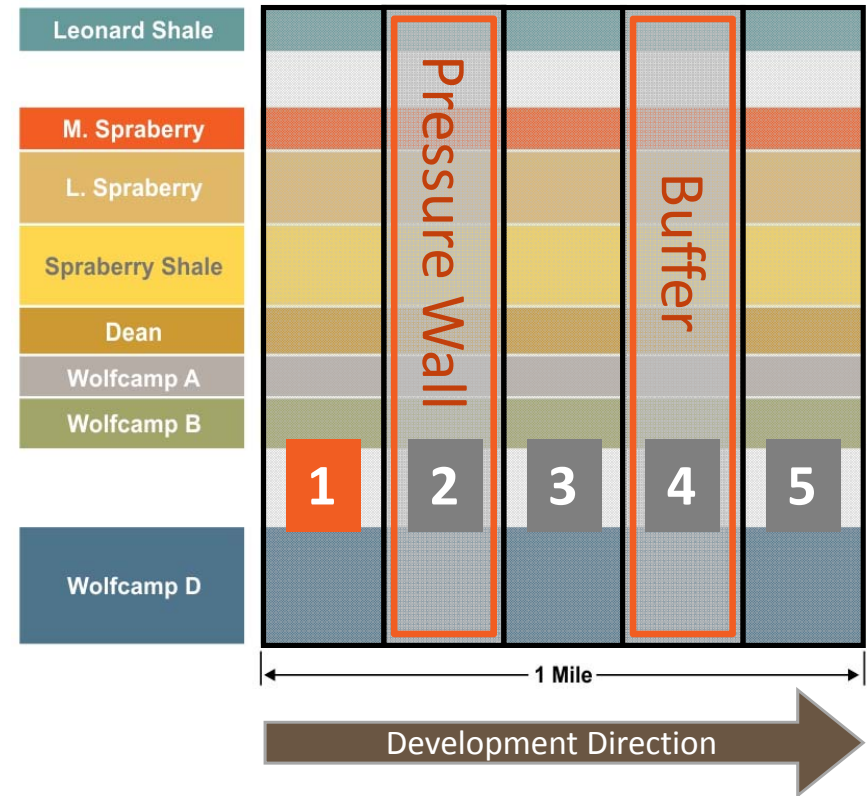 Leonard Shale
M. Spraberry
L. Spraberry
Spraberry Shale
Dean
Wolfcamp A
Wolfcamp B
Wolfcamp D
Pressure Wall
Buffer
1
2
3
4
5
1 Mile
Development Direction